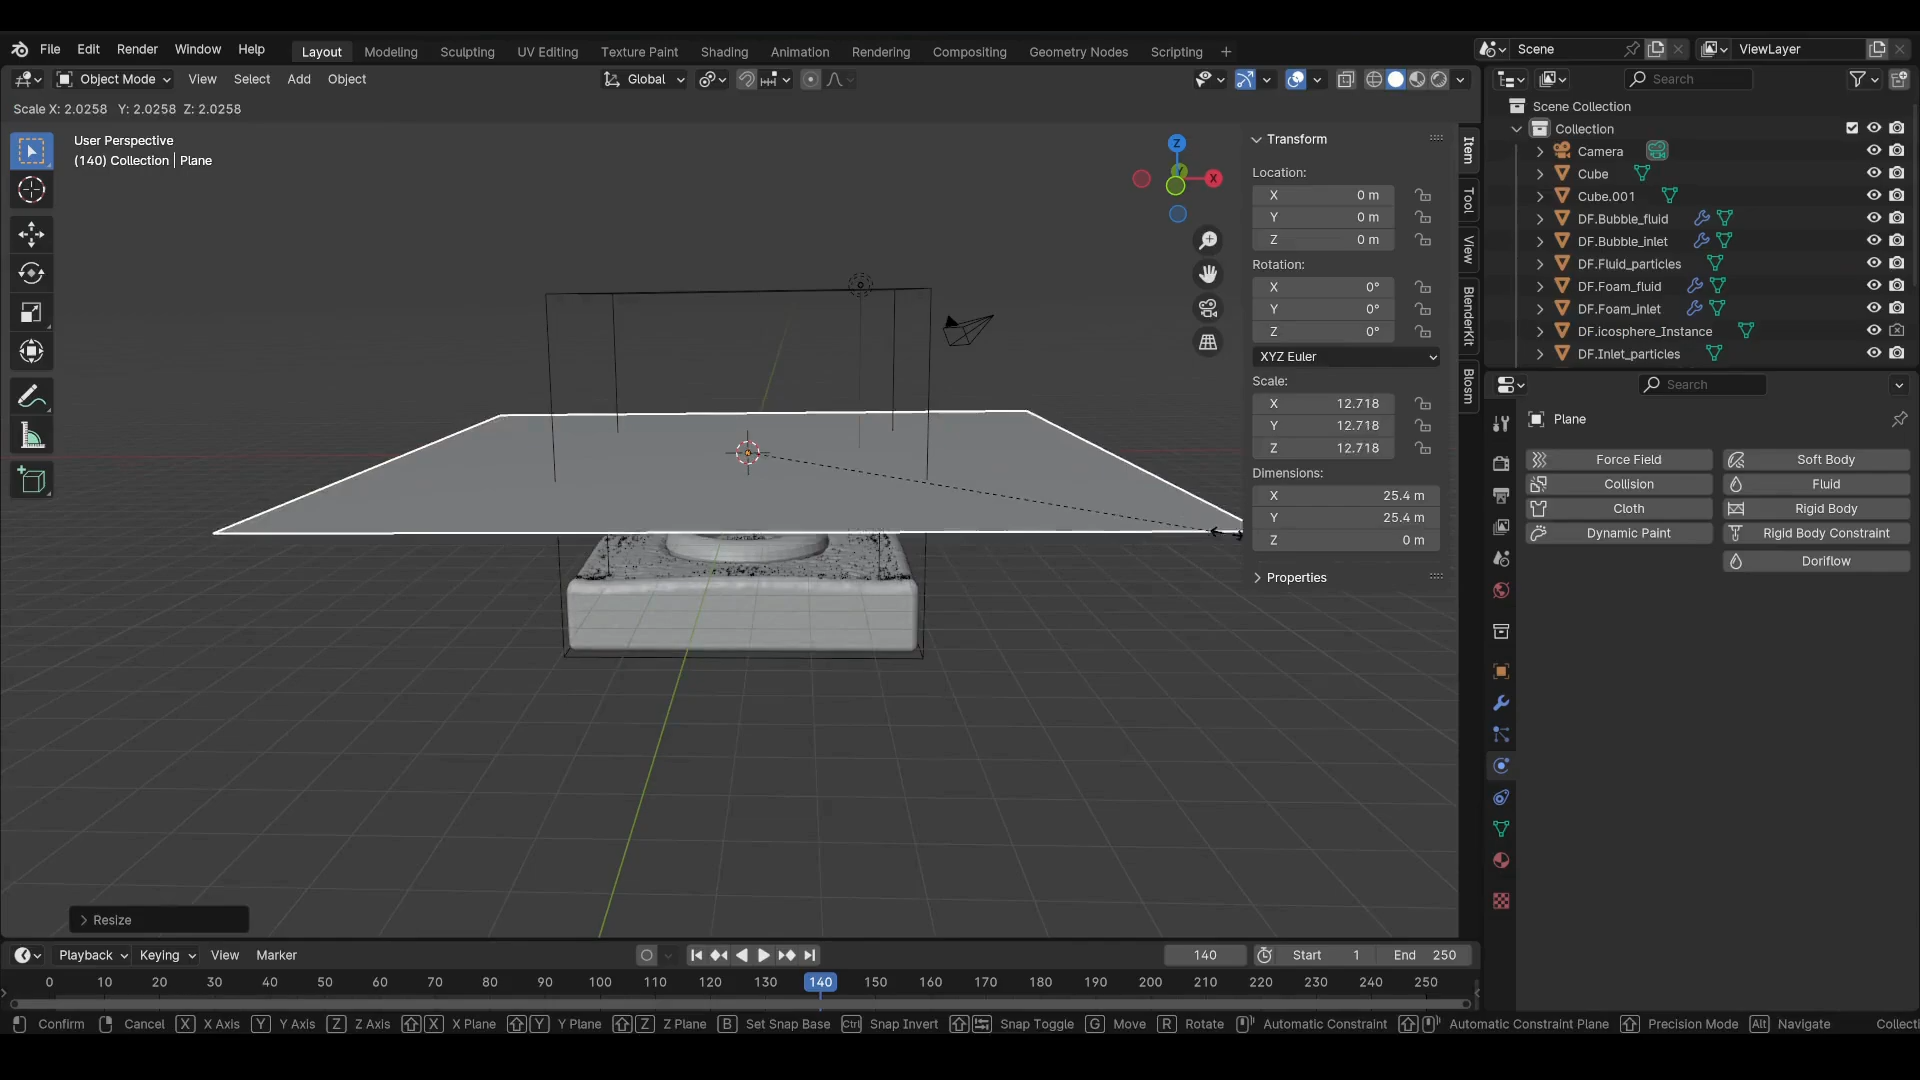 File Edit Render Window Help Layout Modeling Sculpting UV Editing Texture Paint Shading Animation Rendering Compositing Geometry Nodes Scripting + Scene ViewLayer
Object Mode View Select Add Object Global Search
Scale X: 2.0258 Y: 2.0258 Z: 2.0258
User Perspective
(140) Collection | Plane
Z
Y
X
Transform
Location:
X 0 m
Y 0 m
Z 0 m
Rotation:
X 0°
Y 0°
Z 0°
XYZ Euler
Scale:
X 12.718
Y 12.718
Z 12.718
Dimensions:
X 25.4 m
Y 25.4 m
Z 0 m
Properties
Item
Tool
View
BlenderKit
Blosm
Scene Collection
Collection
Camera
Cube
Cube.001
DF.Bubble_fluid
DF.Bubble_inlet
DF.Fluid_particles
DF.Foam_fluid
DF.Foam_inlet
DF.icosphere_Instance
DF.Inlet_particles
Search
Plane
Force Field Soft Body
Collision Fluid
Cloth Rigid Body
Dynamic Paint Rigid Body Constraint
Doriflow
Resize
Playback Keying View Marker 140 Start 1 End 250
0 10 20 30 40 50 60 70 80 90 100 110 120 130 140 150 160 170 180 190 200 210 220 230 240 250
Confirm Cancel X X Axis Y Y Axis Z Z Axis X X Plane Y Y Plane Z Z Plane B Set Snap Base Ctrl Snap Invert Snap Toggle G Move R Rotate Automatic Constraint Automatic Constraint Plane Precision Mode Alt Navigate Collecti